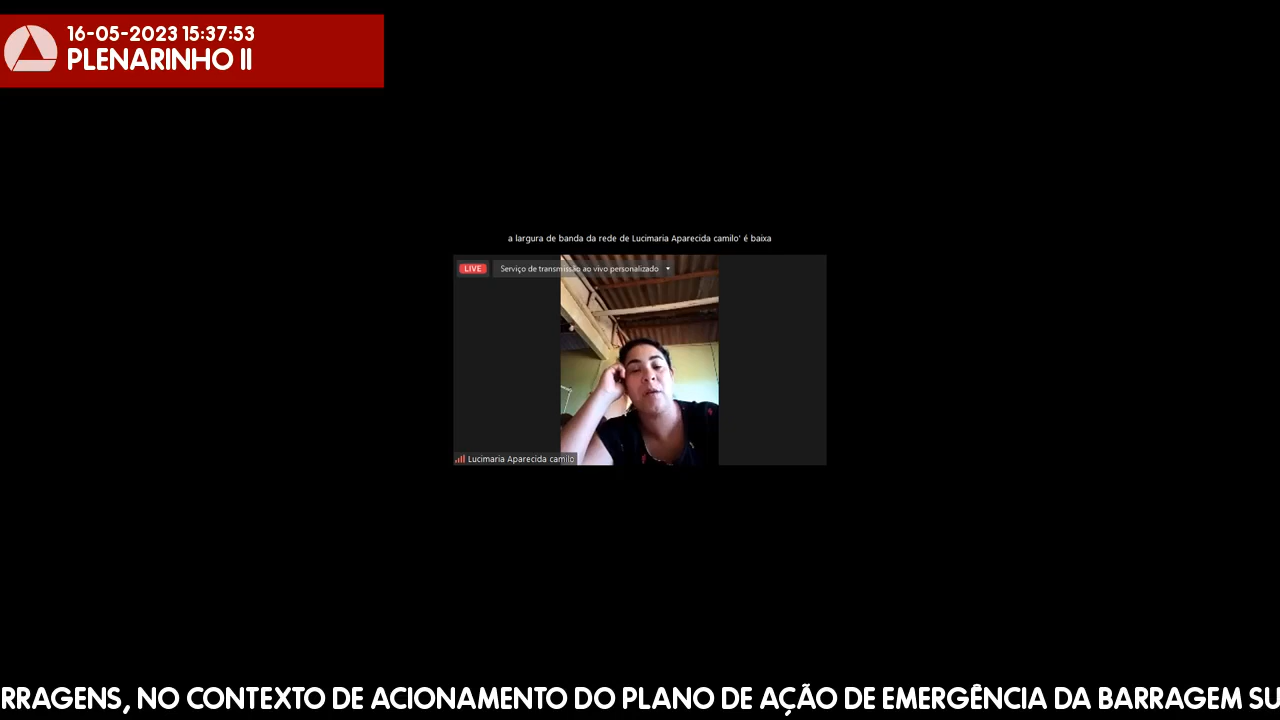 16-05-2023 15:37:53
PLENARINHO II
a largura de banda da rede de Lucimaria Aparecida camilo' é baixa
LIVE
Serviço de transmissão ao vivo personalizado
Lucimaria Aparecida camilo
RRAGENS, NO CONTEXTO DE ACIONAMENTO DO PLANO DE AÇÃO DE EMERGÊNCIA DA BARRAGEM SU